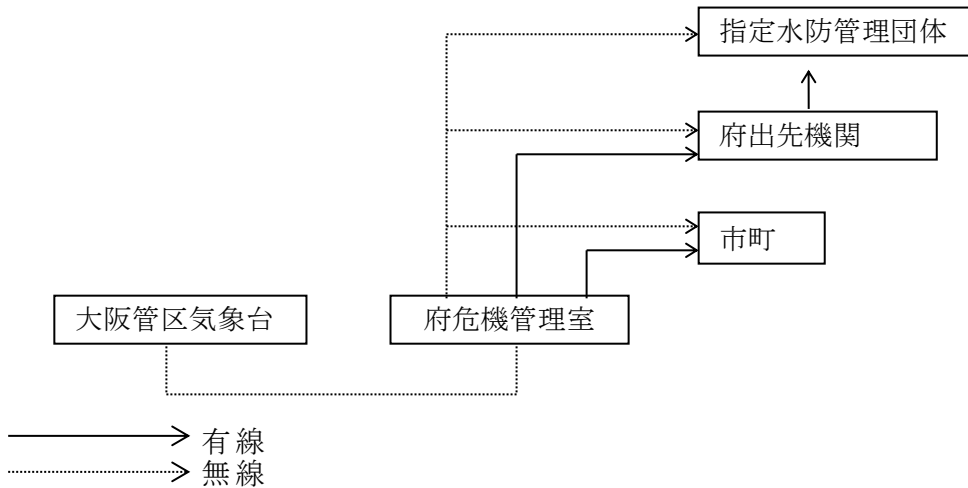 指定水防管理団体
府出先機関
市町
大阪管区気象台
府危機管理室
有線
無線